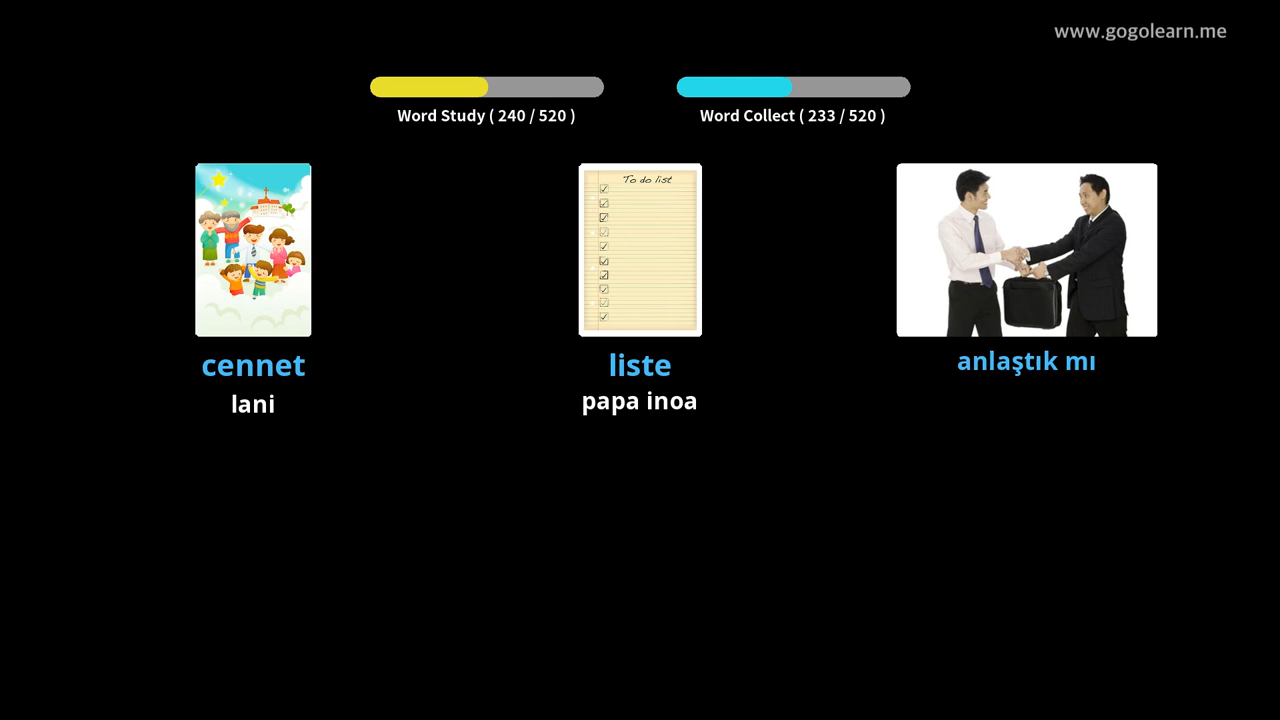 www.gogolearn.me
Word Study ( 240 / 520 )
Word Collect ( 233 / 520 )
To do list
cennet
lani
liste
papa inoa
anlaştık mı